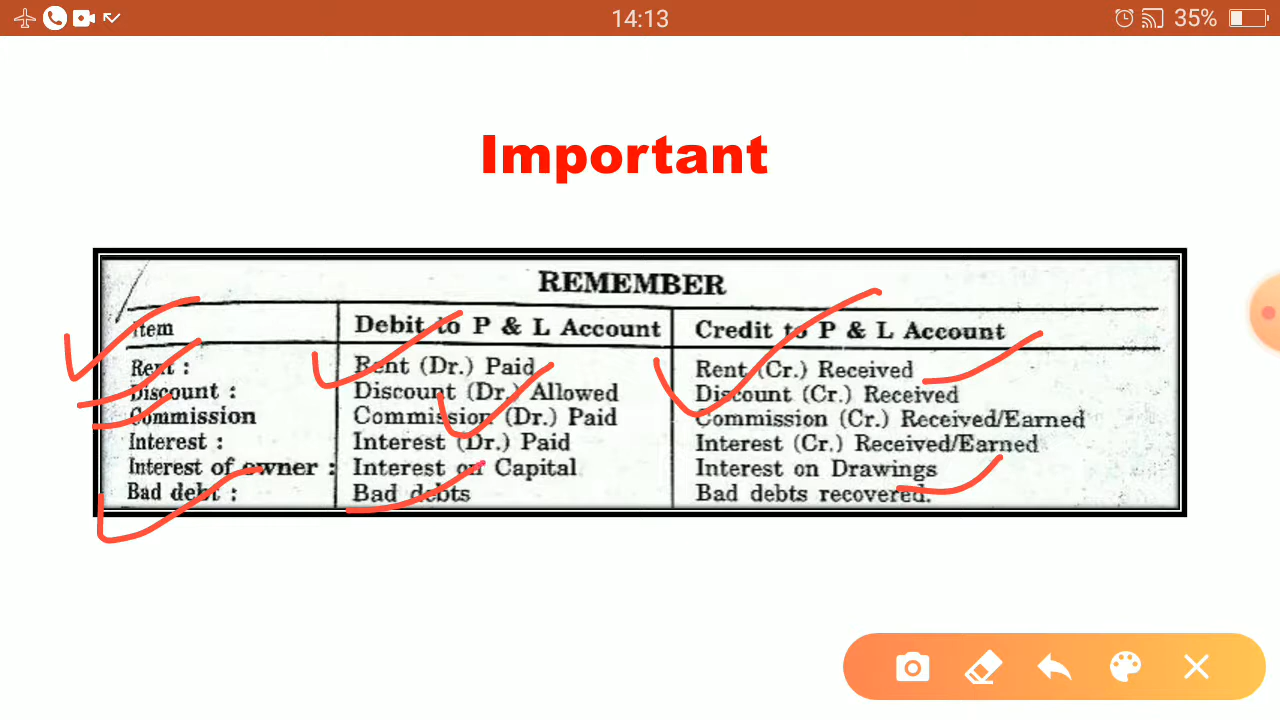 14:13
35%
Important
REMEMBER
Item Debit to P & L Account Credit to P & L Account
Rent : Rent (Dr.) Paid Rent (Cr.) Received
Discount : Discount (Dr.) Allowed Discount (Cr.) Received
Commission Commission (Dr.) Paid Commission (Cr.) Received/Earned
Interest : Interest (Dr.) Paid Interest (Cr.) Received/Earned
Interest of owner : Interest on Capital Interest on Drawings
Bad debt : Bad debts Bad debts recovered.